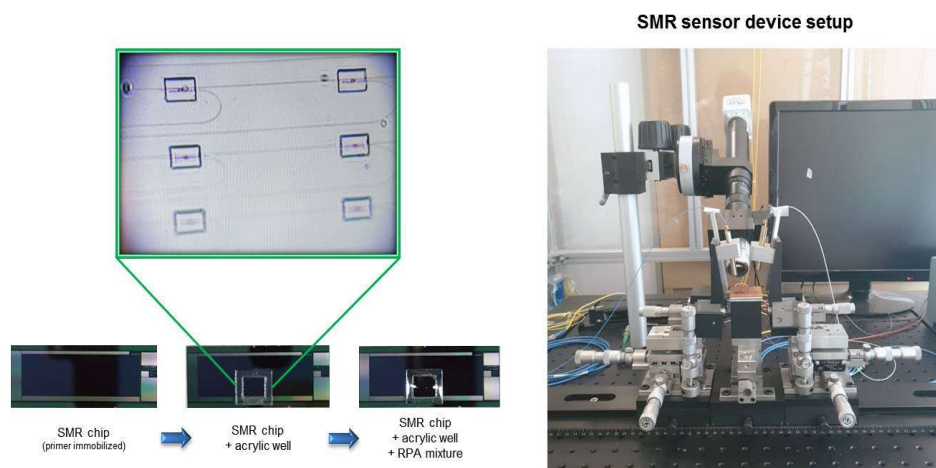 SMR sensor device setup
SMR chip
(primer immobilized)
SMR chip
+ acrylic well
SMR chip
+ acrylic well
+ RPA mixture